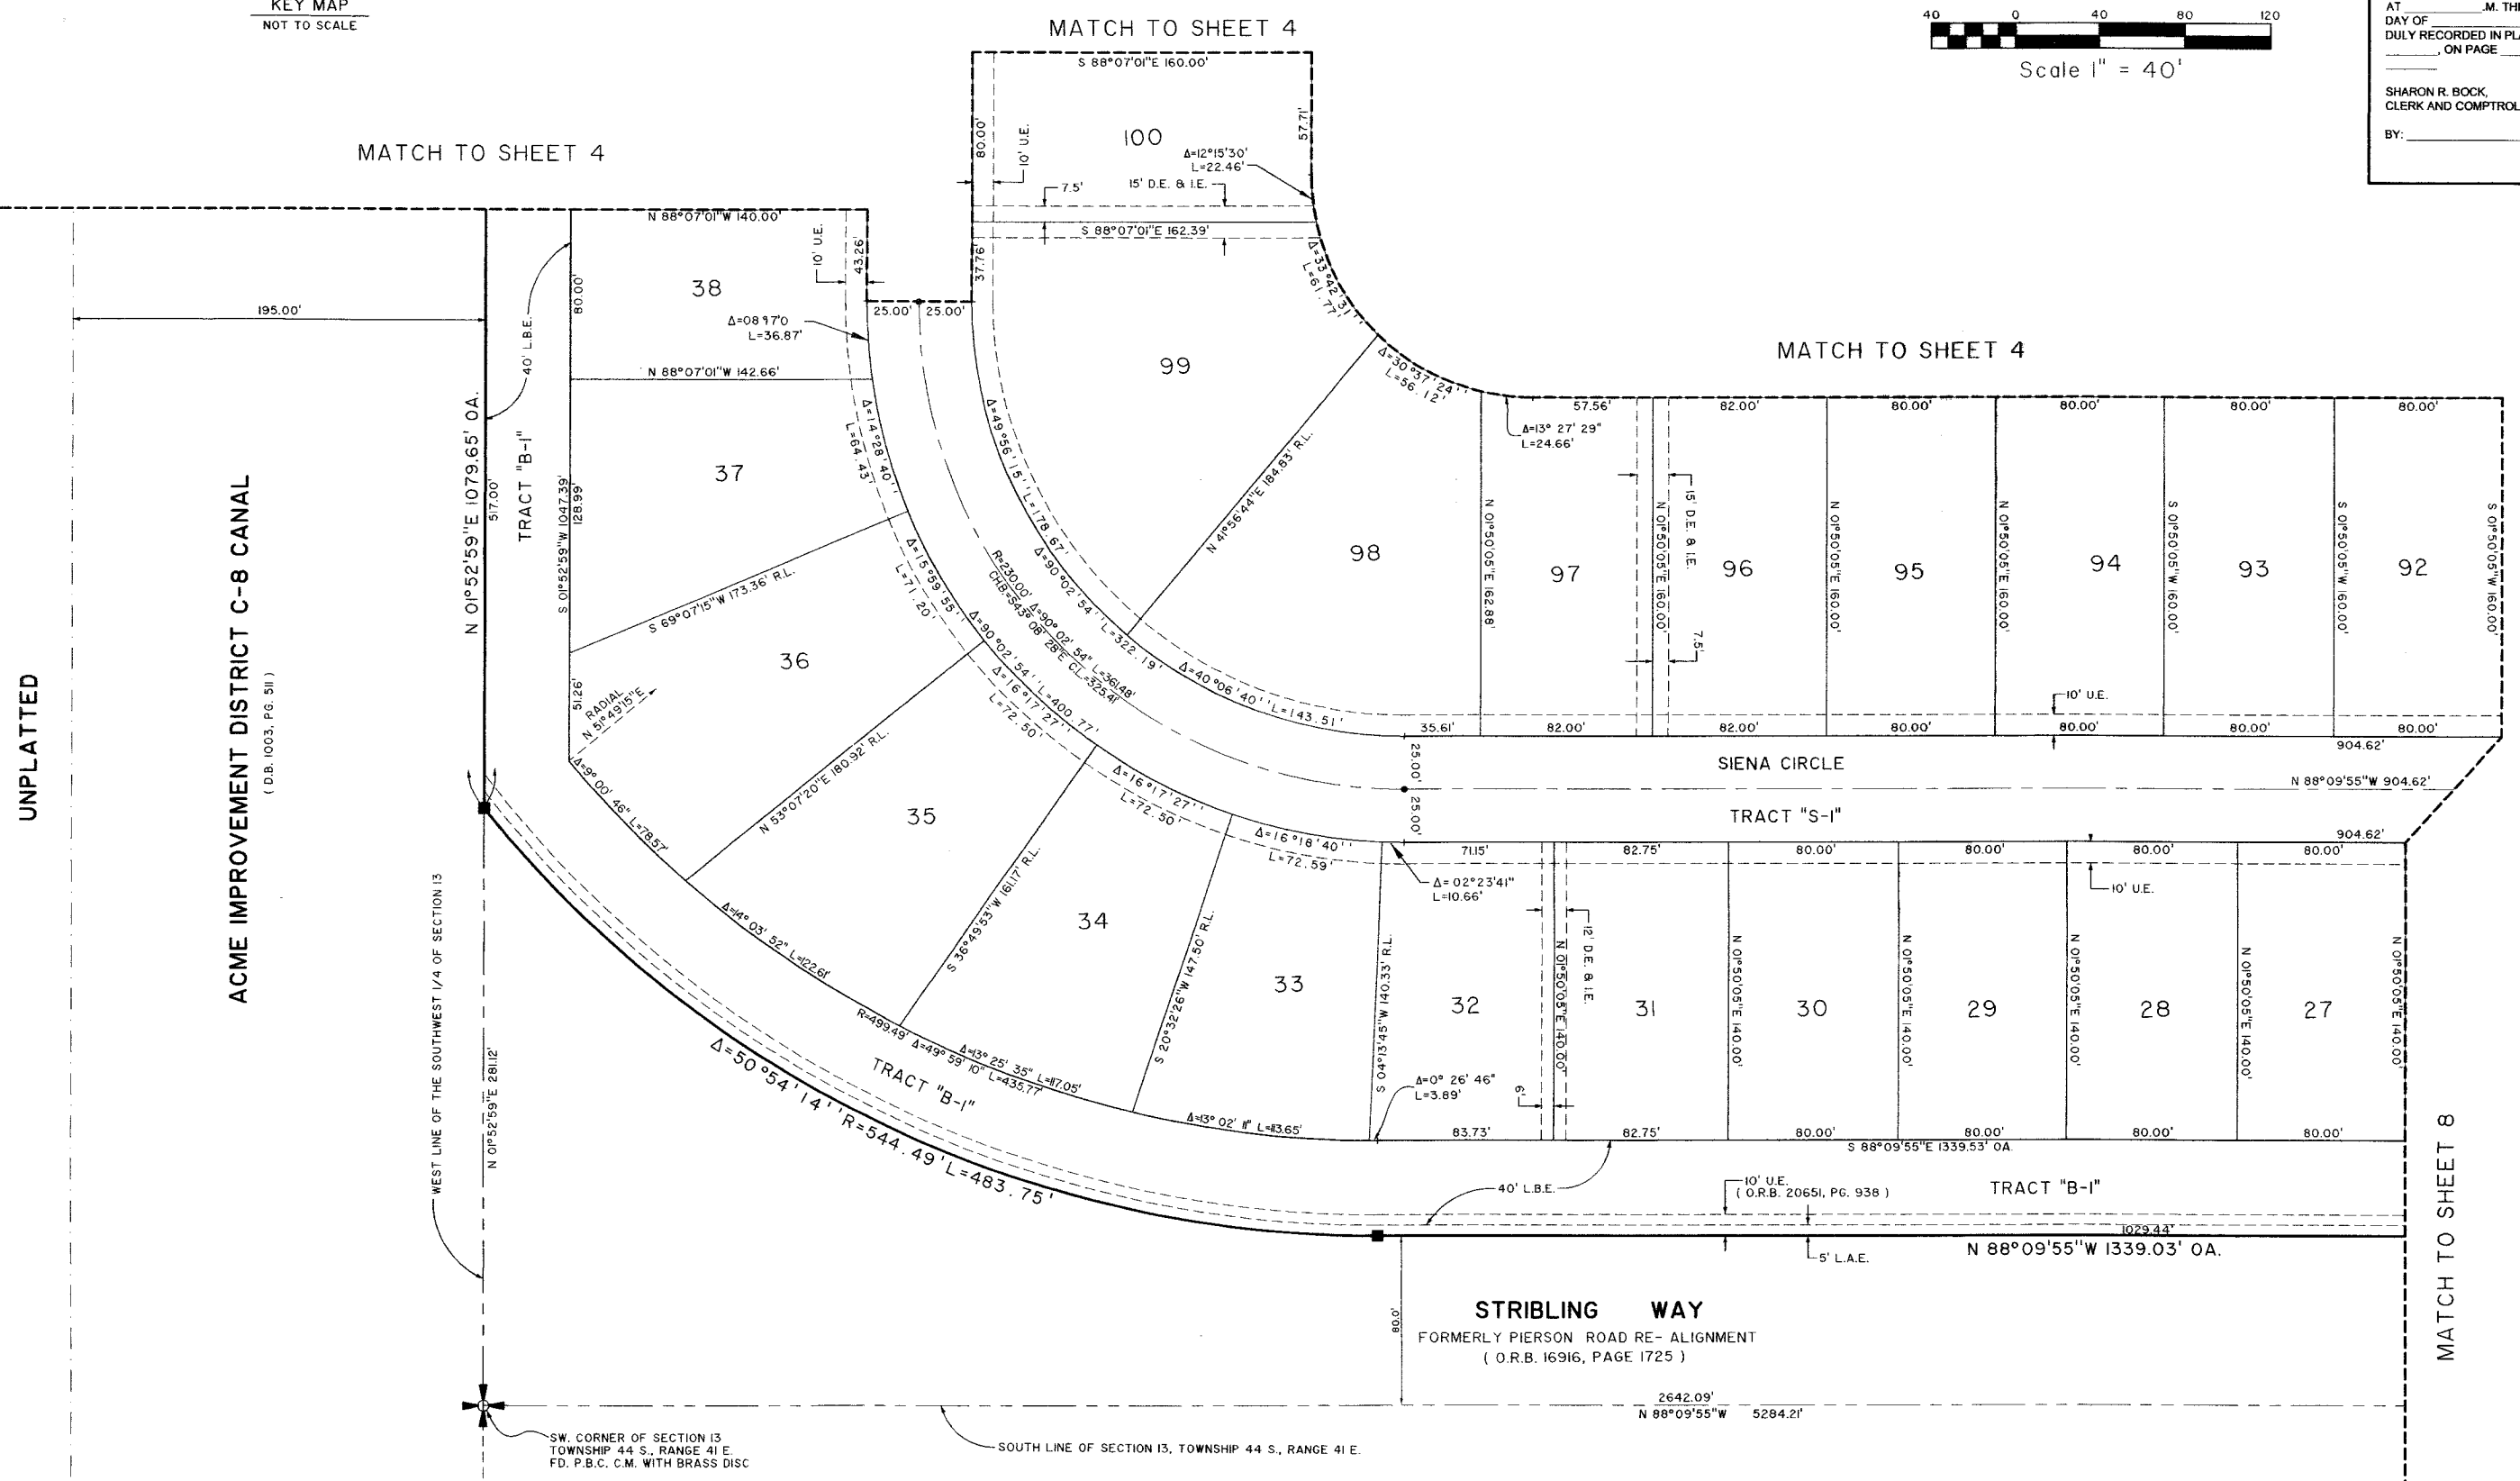 KEY MAP
NOT TO SCALE
MATCH TO SHEET 4
S 88°07'01"E 160.00'
80.00'
10' U.E.
100
57.71'
Δ=12°15'30"
L=22.46'
7.5'
15' D.E. & I.E.
S 88°07'01"E 162.39'
37.76'
40 0 40 80 120
Scale 1" = 40'
AT .M. THI
DAY OF
DULY RECORDED IN PLA
, ON PAGE
SHARON R. BOCK,
CLERK AND COMPTROL
BY:
MATCH TO SHEET 4
N 88°07'01"W 140.00'
10' U.E.
43.26'
38
80.00'
195.00'
40' L.B.E.
25.00' 25.00'
L=36.87'
N 88°07'01"W 142.66'
Δ=33°42'31"
L=61.77'
99
MATCH TO SHEET 4
Δ=30°37'24"
L=56.12'
57.56'
82.00'
80.00'
80.00'
80.00'
80.00'
Δ=13° 27' 29"
L=24.66'
N 01°52'59"E 1079.65' OA.
517.00'
TRACT "B-1"
S 01°52'59"W 1047.39'
128.99'
37
Δ=14°28'40"
L=64.43'
Δ=49°56'15" L=178.67'
N 41°56'44"E 184.83' R.L.
98
N 01°50'05"E 162.88'
97
N 01°50'05"E 160.00'
15' D.E. & I.E.
7.5'
96
N 01°50'05"E 160.00'
95
N 01°50'05"E 160.00'
94
S 01°50'05"W 160.00'
93
S 01°50'05"W 160.00'
92
S 01°50'05"W 160.00'
S 69°07'15"W 173.36' R.L.
Δ=15°59'55"
L=71.20'
R=230.00' Δ=90° 02' 54" L=361.48'
CH.B.=S43° 08' 28"E C.L.=325.41'
Δ=90°02'54" L=322.19'
36
51.26'
RADIAL
N 51°49'15"E
Δ=90°02'54" L=400.77'
Δ=16°17'27"
L=72.50'
Δ=40°06'40" L=143.51'
10' U.E.
35.61'
82.00'
82.00'
80.00'
80.00'
80.00'
80.00'
904.62'
UNPLATTED
ACME IMPROVEMENT DISTRICT C-8 CANAL
( D.B. 1003, PG. 511 )
25.00'
25.00'
SIENA CIRCLE
N 88°09'55"W 904.62'
TRACT "S-1"
904.62'
Δ=9° 00' 46" L=78.57'
N 53°07'20"E 180.92' R.L.
35
Δ=16°17'27"
L=72.50'
Δ=16°18'40"
L=72.59'
71.15'
82.75'
80.00'
80.00'
80.00'
80.00'
Δ= 02°23'41"
L=10.66'
10' U.E.
WEST LINE OF THE SOUTHWEST 1/4 OF SECTION 13
N 01°52'59"E 281.12'
Δ=14° 03' 52" L=122.61'
S 36°49'53"W 161.17' R.L.
34
S 20°32'26"W 147.50' R.L.
33
S 04°13'45"W 140.33' R.L.
32
N 01°50'05"E 140.00'
12' D.E. & I.E.
6'
31
N 01°50'05"E 140.00'
30
N 01°50'05"E 140.00'
29
N 01°50'05"E 140.00'
28
N 01°50'05"E 140.00'
27
N 01°50'05"E 140.00'
R=499.49' Δ=49° 59' 10" L=435.77'
Δ=13° 25' 35" L=117.05'
Δ=0° 26' 46"
L=3.89'
Δ=13° 02' 11" L=113.65'
83.73'
82.75'
80.00'
80.00'
80.00'
80.00'
S 88°09'55"E 1339.53' OA.
TRACT "B-1"
Δ=50°54'14" R=544.49' L=483.75'
40' L.B.E.
10' U.E.
( O.R.B. 20651, PG. 938 )
TRACT "B-1"
1029.44'
N 88°09'55"W 1339.03' OA.
5' L.A.E.
MATCH TO SHEET 8
80.0'
STRIBLING WAY
FORMERLY PIERSON ROAD RE- ALIGNMENT
( O.R.B. 16916, PAGE 1725 )
2642.09'
N 88°09'55"W 5284.21'
SW. CORNER OF SECTION 13
TOWNSHIP 44 S., RANGE 41 E.
FD. P.B.C. C.M. WITH BRASS DISC
SOUTH LINE OF SECTION 13, TOWNSHIP 44 S., RANGE 41 E.